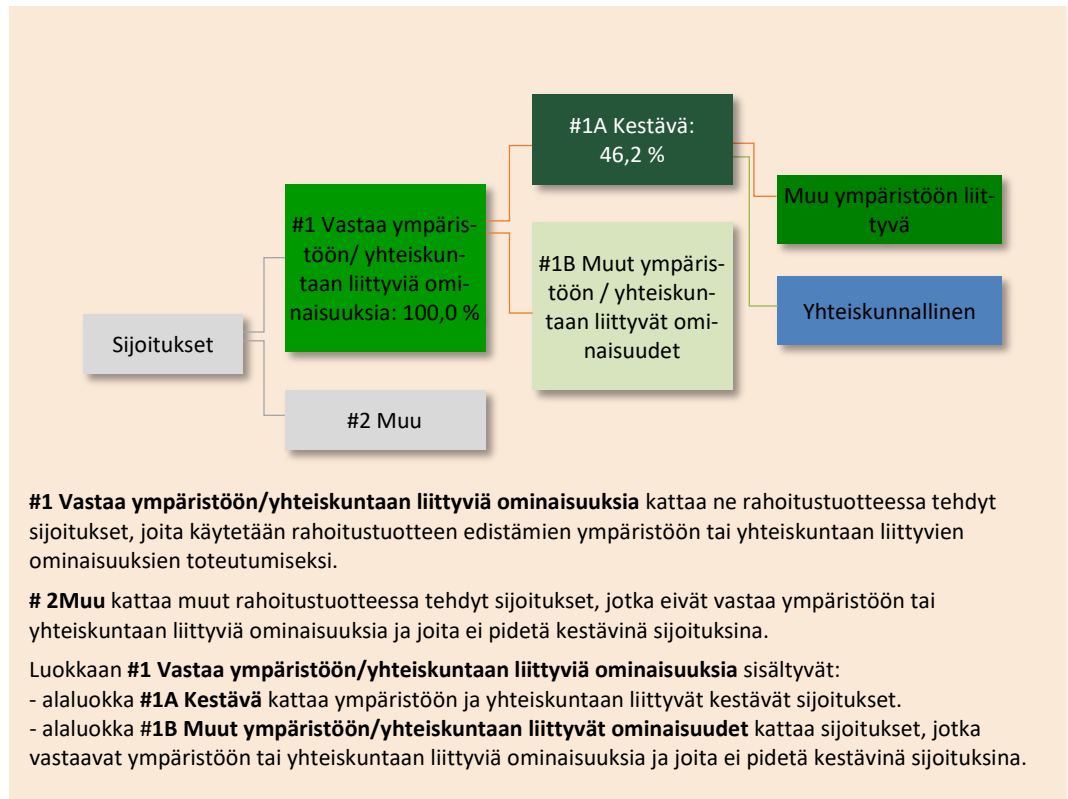 #1A Kestävä:
46,2 %
Muu ympäristöön liit-
tyvä
#1 Vastaa ympäris-
töön/ yhteiskun-
taan liittyviä omi-
naisuuksia: 100,0 %
#1B Muut ympäris-
töön / yhteiskun-
taan liittyvät omi-
naisuudet
Yhteiskunnallinen
Sijoitukset
#2 Muu
#1 Vastaa ympäristöön/yhteiskuntaan liittyviä ominaisuuksia kattaa ne rahoitustuotteessa tehdyt
sijoitukset, joita käytetään rahoitustuotteen edistämien ympäristöön tai yhteiskuntaan liittyvien
ominaisuuksien toteutumiseksi.
# 2Muu kattaa muut rahoitustuotteessa tehdyt sijoitukset, jotka eivät vastaa ympäristöön tai
yhteiskuntaan liittyviä ominaisuuksia ja joita ei pidetä kestävinä sijoituksina.
Luokkaan #1 Vastaa ympäristöön/yhteiskuntaan liittyviä ominaisuuksia sisältyvät:
- alaluokka #1A Kestävä kattaa ympäristöön ja yhteiskuntaan liittyvät kestävät sijoitukset.
- alaluokka #1B Muut ympäristöön/yhteiskuntaan liittyvät ominaisuudet kattaa sijoitukset, jotka
vastaavat ympäristöön tai yhteiskuntaan liittyviä ominaisuuksia ja joita ei pidetä kestävinä sijoituksina.